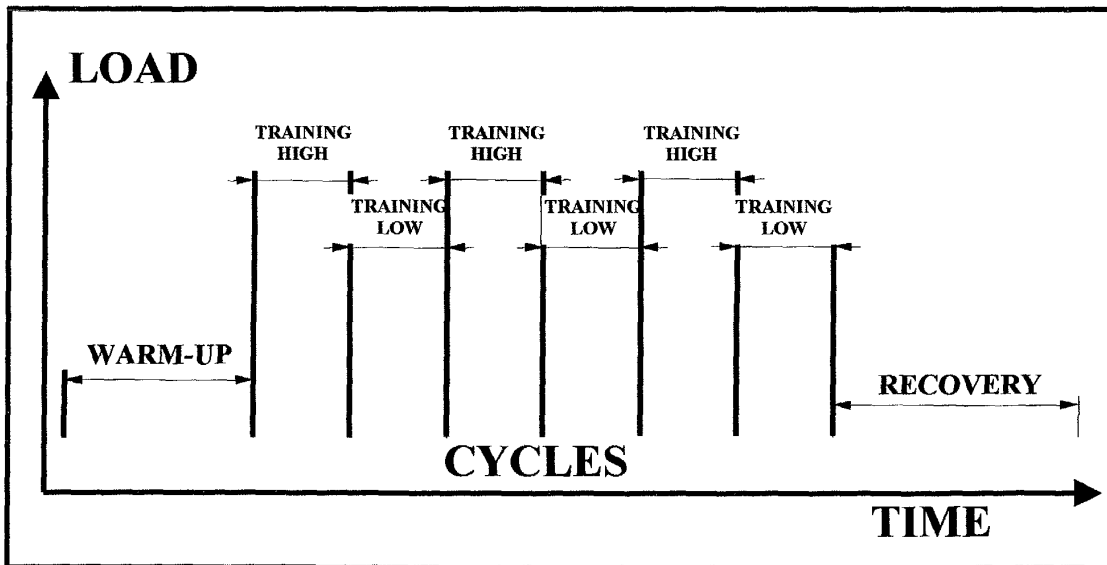 LOAD
TRAINING
HIGH
TRAINING
HIGH
TRAINING
HIGH
TRAINING
LOW
TRAINING
LOW
TRAINING
LOW
WARM-UP
RECOVERY
CYCLES
TIME